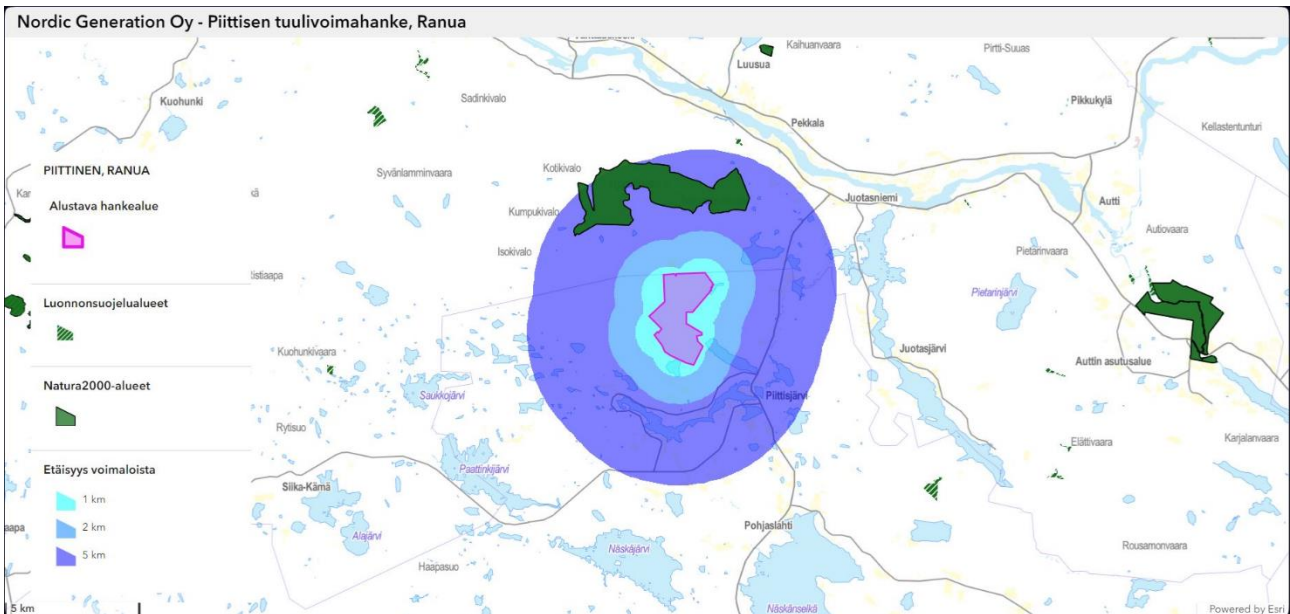 Nordic Generation Oy - Piittisen tuulivoimahanke, Ranua
Kaihuanvaara
Pirtti-Suuas
Luusua
Kuohunki
Sadinkivalo
Pikkukylä
Pekkala
Kellastentunturi
PIITTINEN, RANUA
Syvänlamminvaara
Kotikivalo
Alustava hankealue
Juotasniemi
Autti
Kumpukivalo
Autiovaara
Isokivalo
Pietarinvaara
Pietarinjärvi
Luonnonsuojelualueet
Kuohunkivaara
Juotasjärvi
Auttin asutusalue
Natura2000-alueet
Saukkojärvi
Piittisjärvi
Rytisuo
Elättivaara
Karjalanvaara
Etäisyys voimaloista
Paattinkijärvi
1 km
Siika-Kämä
2 km
Pohjaslahti
Alajärvi
Näskäjärvi
Rousamonvaara
5 km
Haapasuo
Näskänselkä
5 km
Powered by Esri